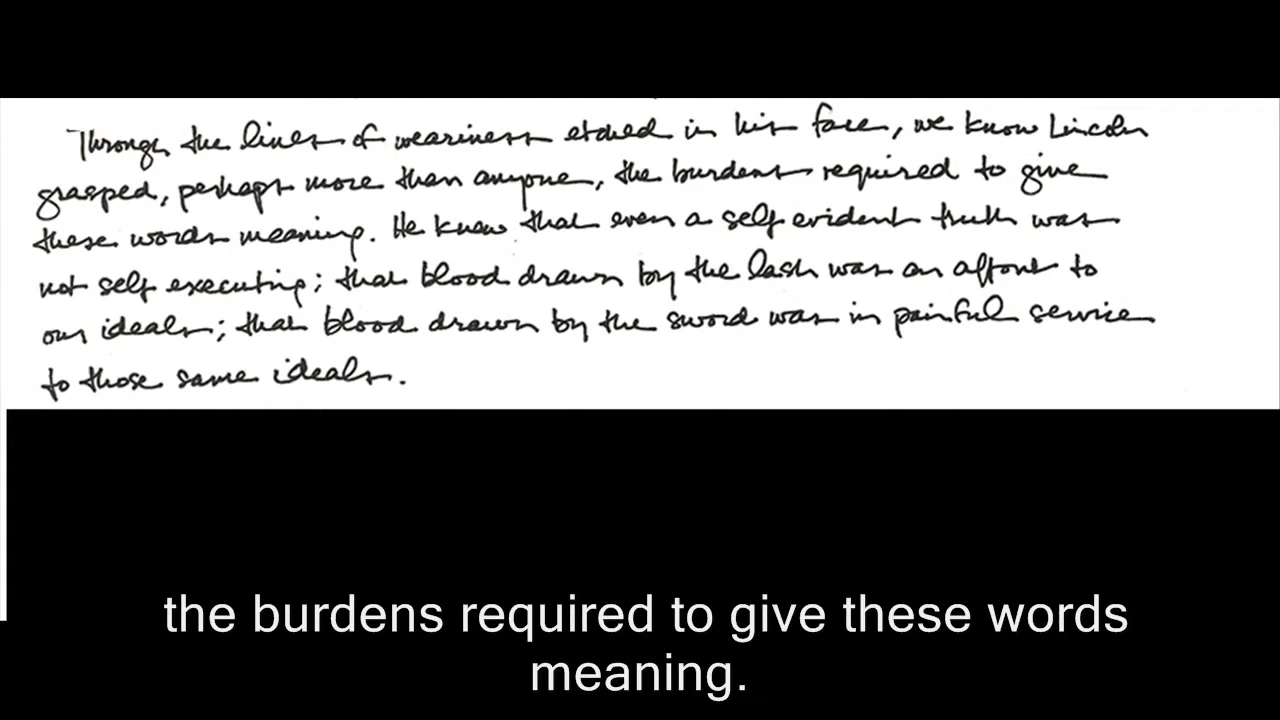 Through the lines of weariness etched in his face, we know Lincoln
grasped, perhaps more than anyone, the burdens required to give
these words meaning. He knew that even a self evident truth was
not self executing; that blood drawn by the lash was an affront to
our ideals; that blood drawn by the sword was in painful service
to those same ideals.
the burdens required to give these words
meaning.